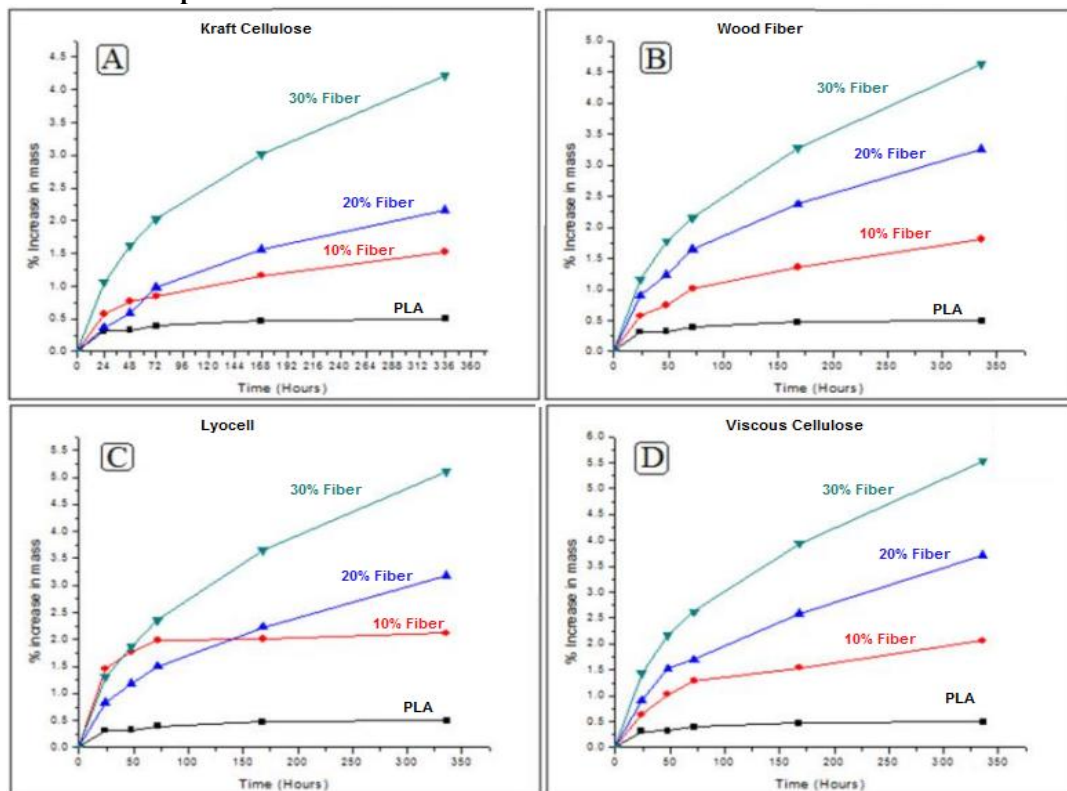 Kraft Cellulose
A
30% Fiber
20% Fiber
10% Fiber
PLA
% Increase in mass
4.5
4.0
3.5
3.0
2.5
2.0
1.5
1.0
0.5
0.0
0 24 48 72 96 120 144 168 192 216 240 264 288 312 336 360
Time (Hours)
Wood Fiber
B
30% Fiber
20% Fiber
10% Fiber
PLA
% Increase in mass
5.0
4.5
4.0
3.5
3.0
2.5
2.0
1.5
1.0
0.5
0.0
0 50 100 150 200 250 300 350
Time (Hours)
Lyocell
C
30% Fiber
20% Fiber
10% Fiber
PLA
% increase in mass
5.5
5.0
4.5
4.0
3.5
3.0
2.5
2.0
1.5
1.0
0.5
0.0
0 50 100 150 200 250 300 350
Time (Hours)
Viscous Cellulose
D
30% Fiber
20% Fiber
10% Fiber
PLA
% Increase in mass
6.0
5.5
5.0
4.5
4.0
3.5
3.0
2.5
2.0
1.5
1.0
0.5
0.0
0 50 100 150 200 250 300 350
Time (Hours)